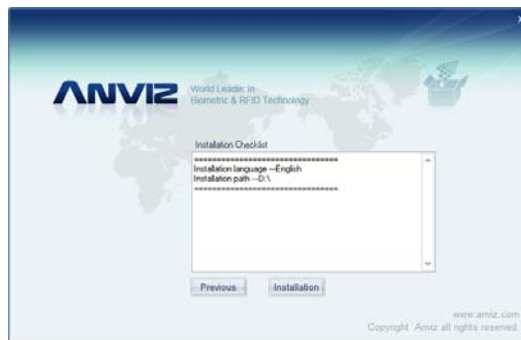 ANVIZ
World Leader In
Biometric & RFID Technology
Installation Checklist
==================================
Installation language ---English
Installation path ---D:\
==================================
Previous
Installation
www.anviz.com
Copyright Anviz all rights reserved